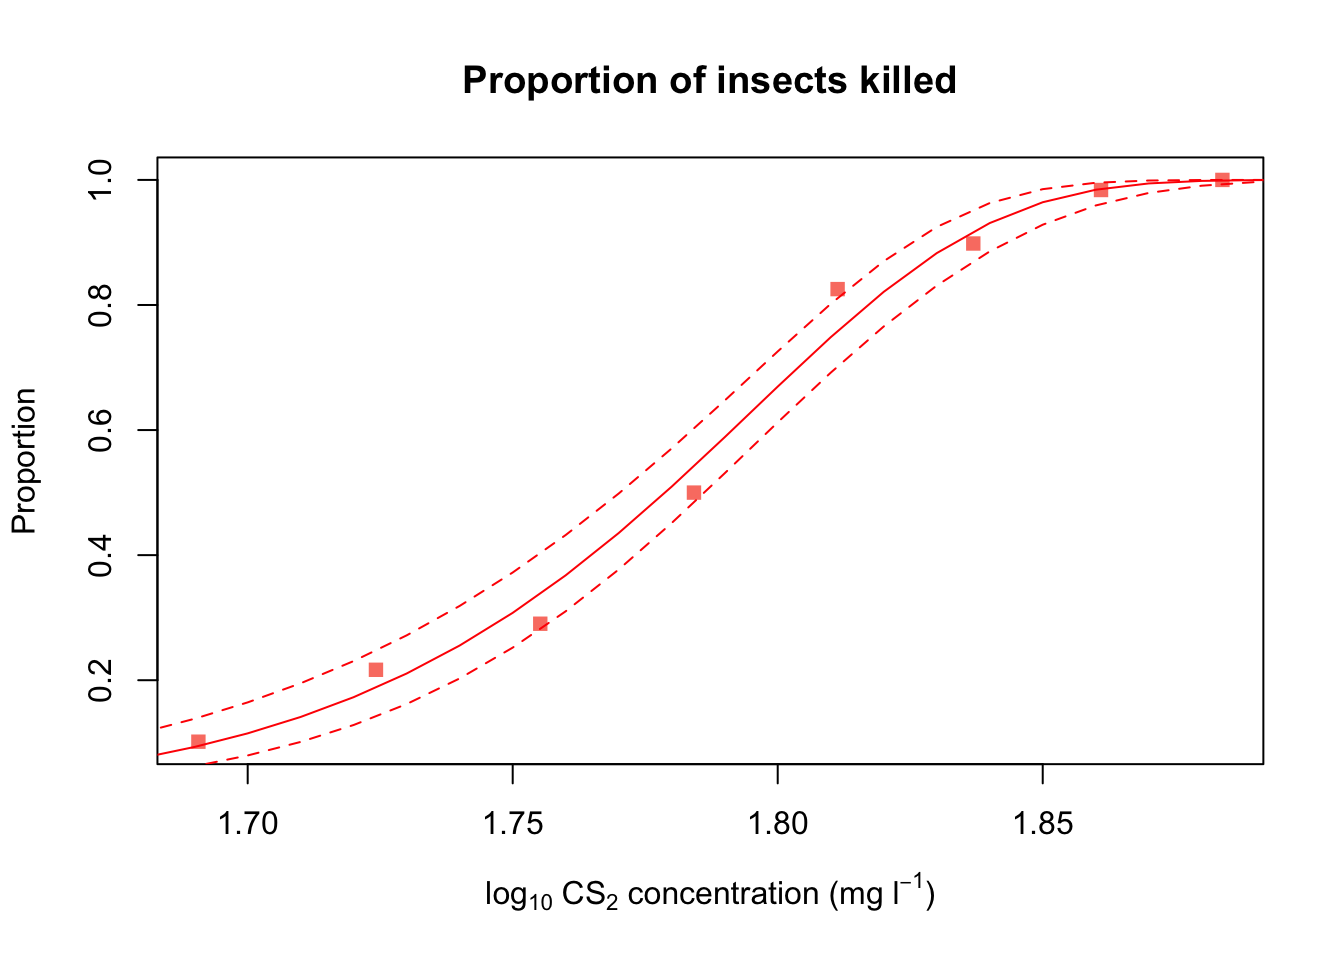 Proportion of insects killed
1.0
0.8
0.6
0.4
0.2
Proportion
1.70 1.75 1.80 1.85
log₁₀ CS₂ concentration (mg l⁻¹)